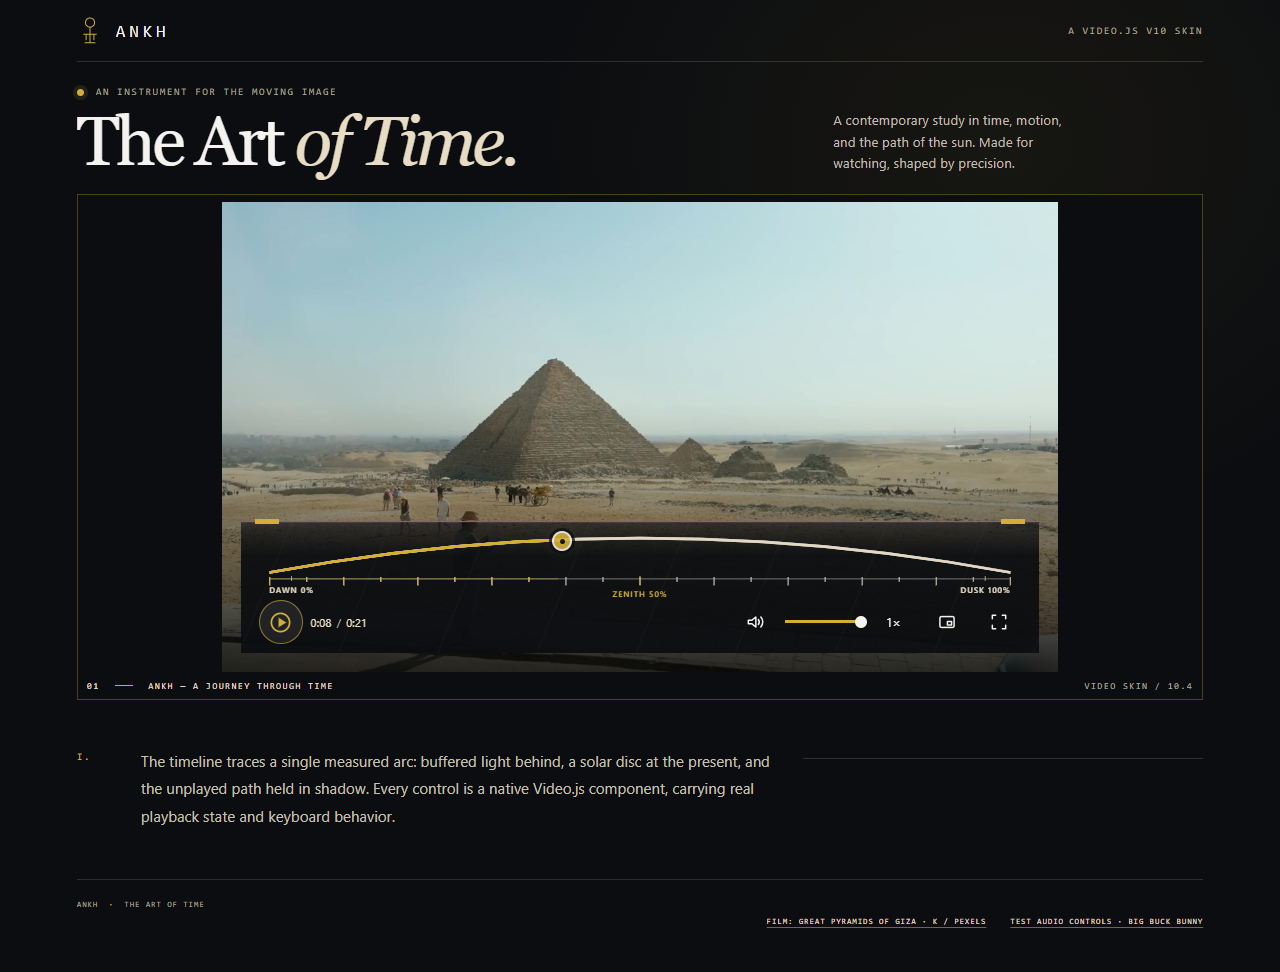 ANKH
A VIDEO.JS V10 SKIN
AN INSTRUMENT FOR THE MOVING IMAGE
The Art of Time.
A contemporary study in time, motion,
and the path of the sun. Made for
watching, shaped by precision.
DAWN 0%
ZENITH 50%
DUSK 100%
0:08 / 0:21
1×
01 — ANKH — A JOURNEY THROUGH TIME
VIDEO SKIN / 10.4
I.
The timeline traces a single measured arc: buffered light behind, a solar disc at the present, and
the unplayed path held in shadow. Every control is a native Video.js component, carrying real
playback state and keyboard behavior.
ANKH · THE ART OF TIME
FILM: GREAT PYRAMIDS OF GIZA · K / PEXELS
TEST AUDIO CONTROLS · BIG BUCK BUNNY